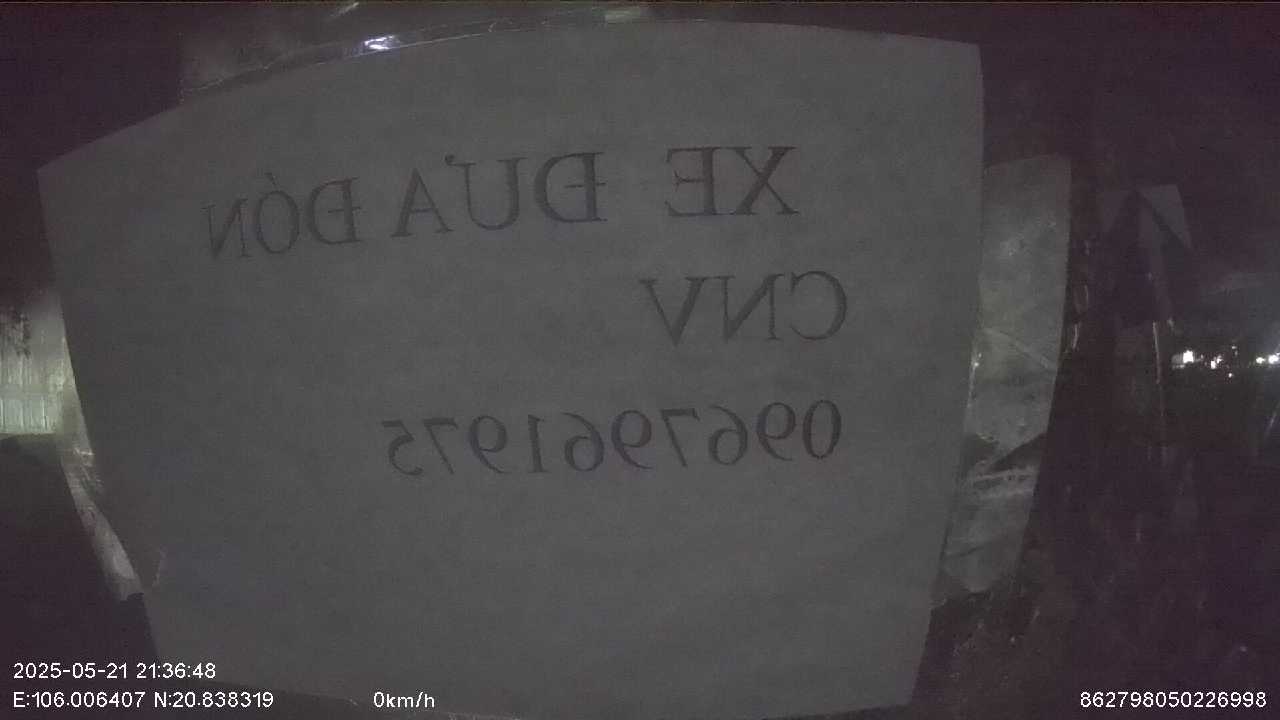 XE ĐƯA ĐÓN
CNV
0967961975
2025-05-21 21:36:48
E:106.006407 N:20.838319 0km/h 862798050226998